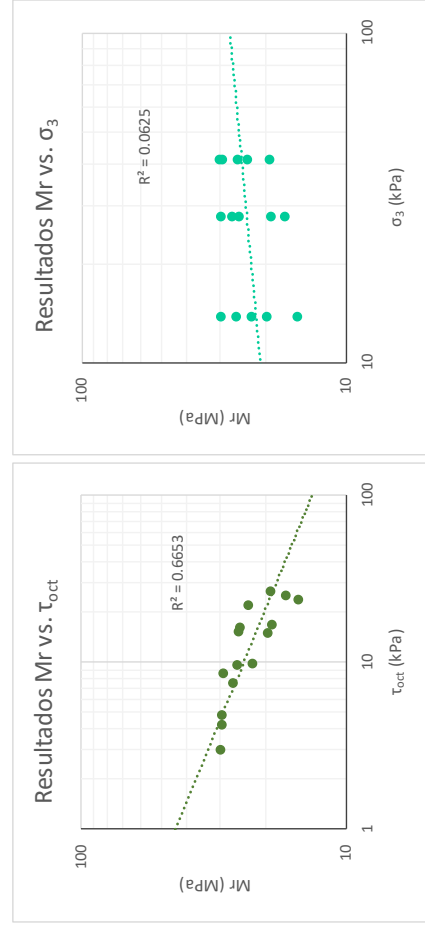 Resultados Mr vs. τoct
100
10
1
10
100
Mr (MPa)
τoct (kPa)
R² = 0.6653
Resultados Mr vs. σ3
100
10
10
100
Mr (MPa)
σ3 (kPa)
R² = 0.0625